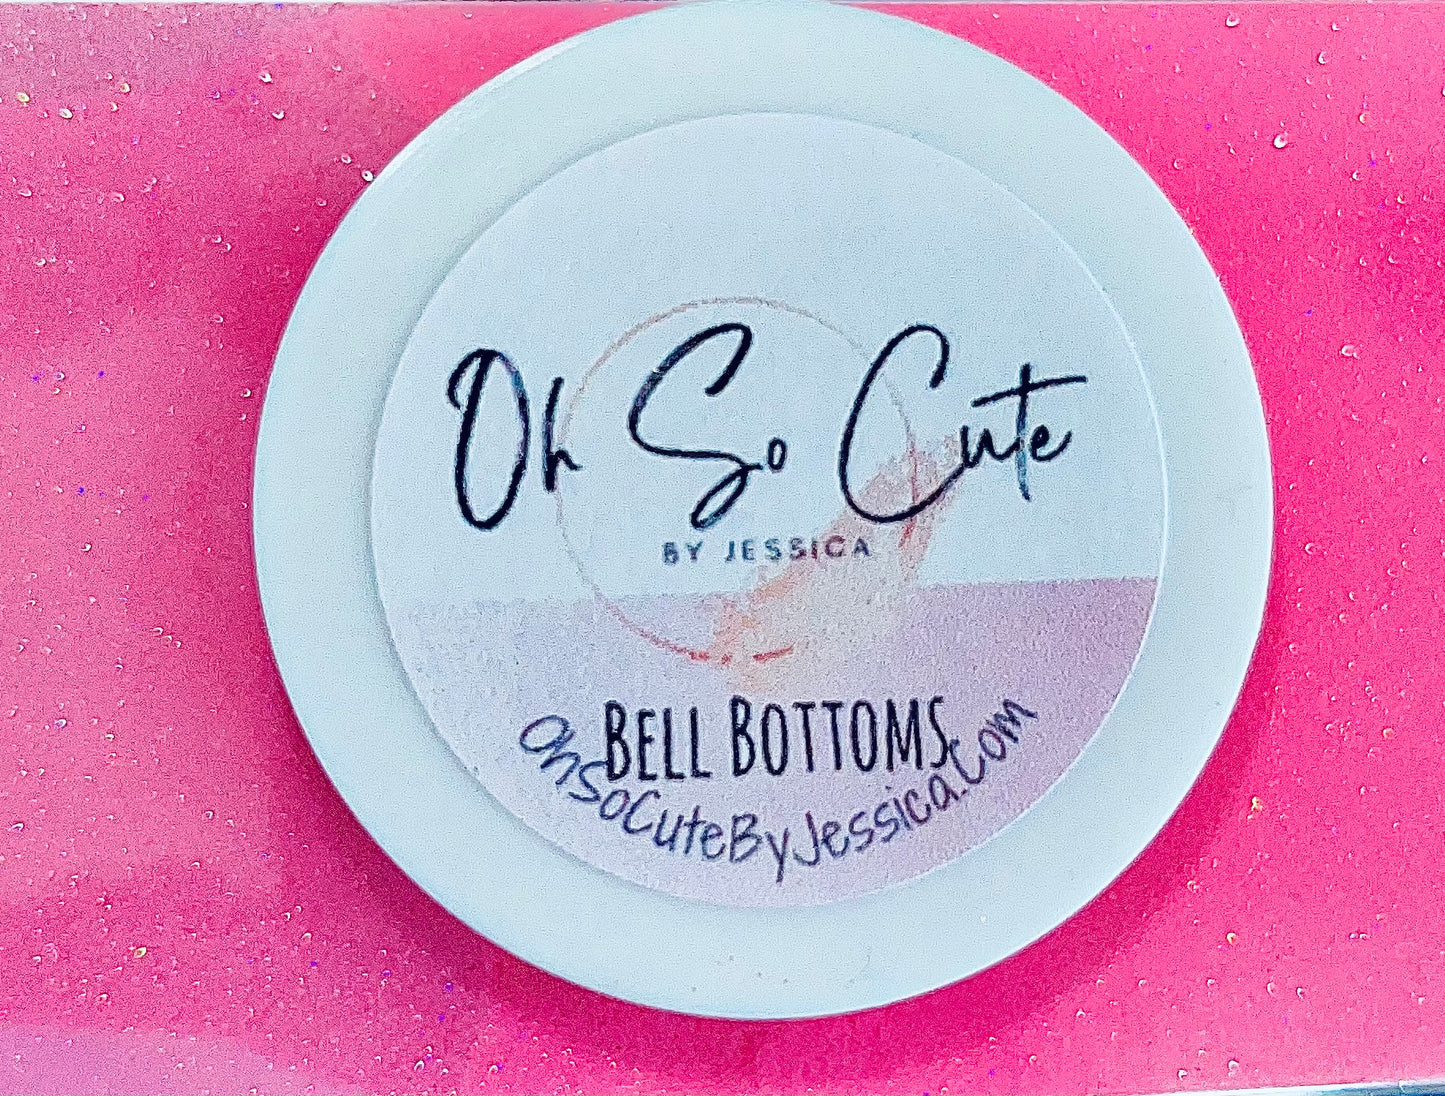 Oh So Cute
BY JESSICA
BELL BOTTOMS
OhSoCuteByJessica.Com